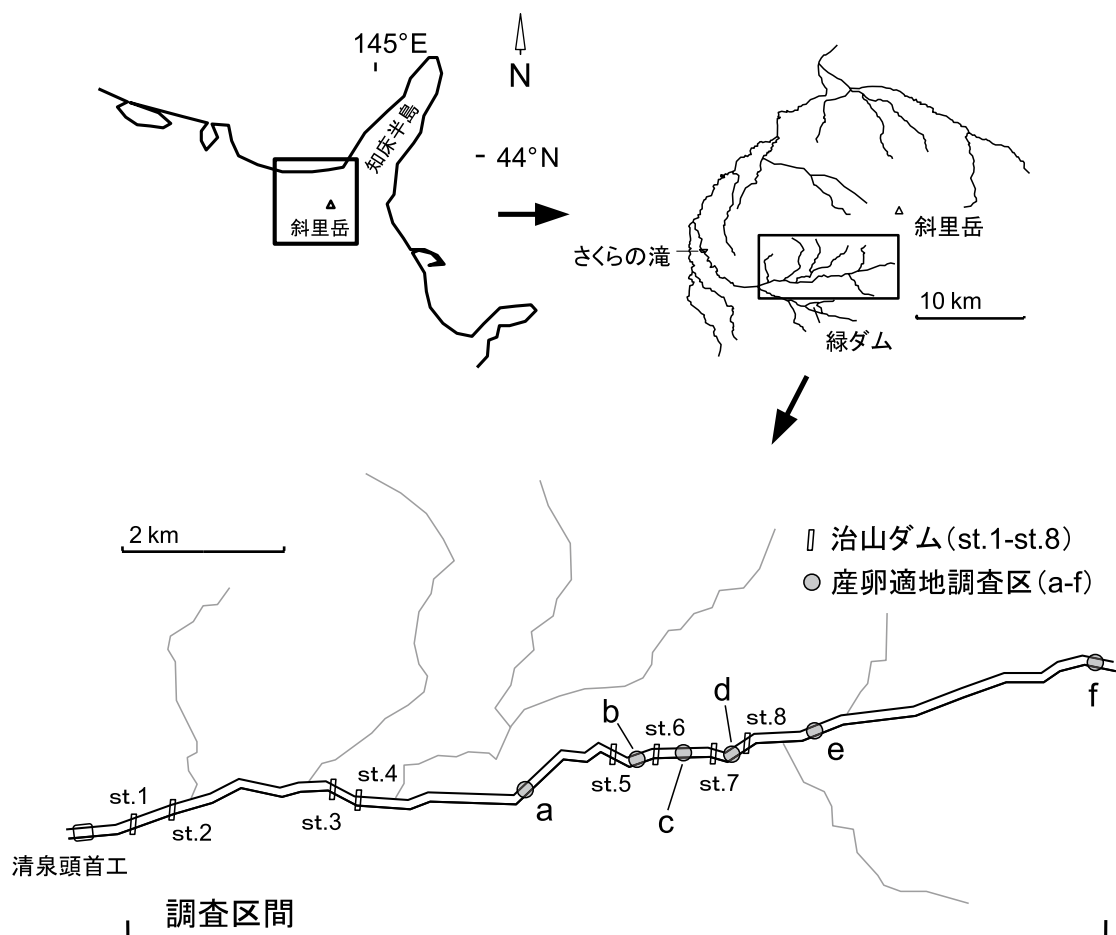 145°E
N
知床半島
44°N
斜里岳
斜里岳
さくらの滝
10 km
緑ダム
2 km
治山ダム（st.1-st.8）
産卵適地調査区（a-f）
f
d
b
st.6
st.8
e
st.5
st.7
c
a
st.4
st.1
st.2
st.3
清泉頭首工
調査区間